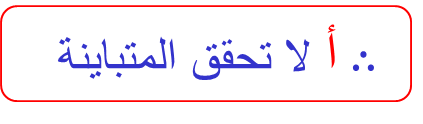 ∴ أ لا تحقق المتباينة